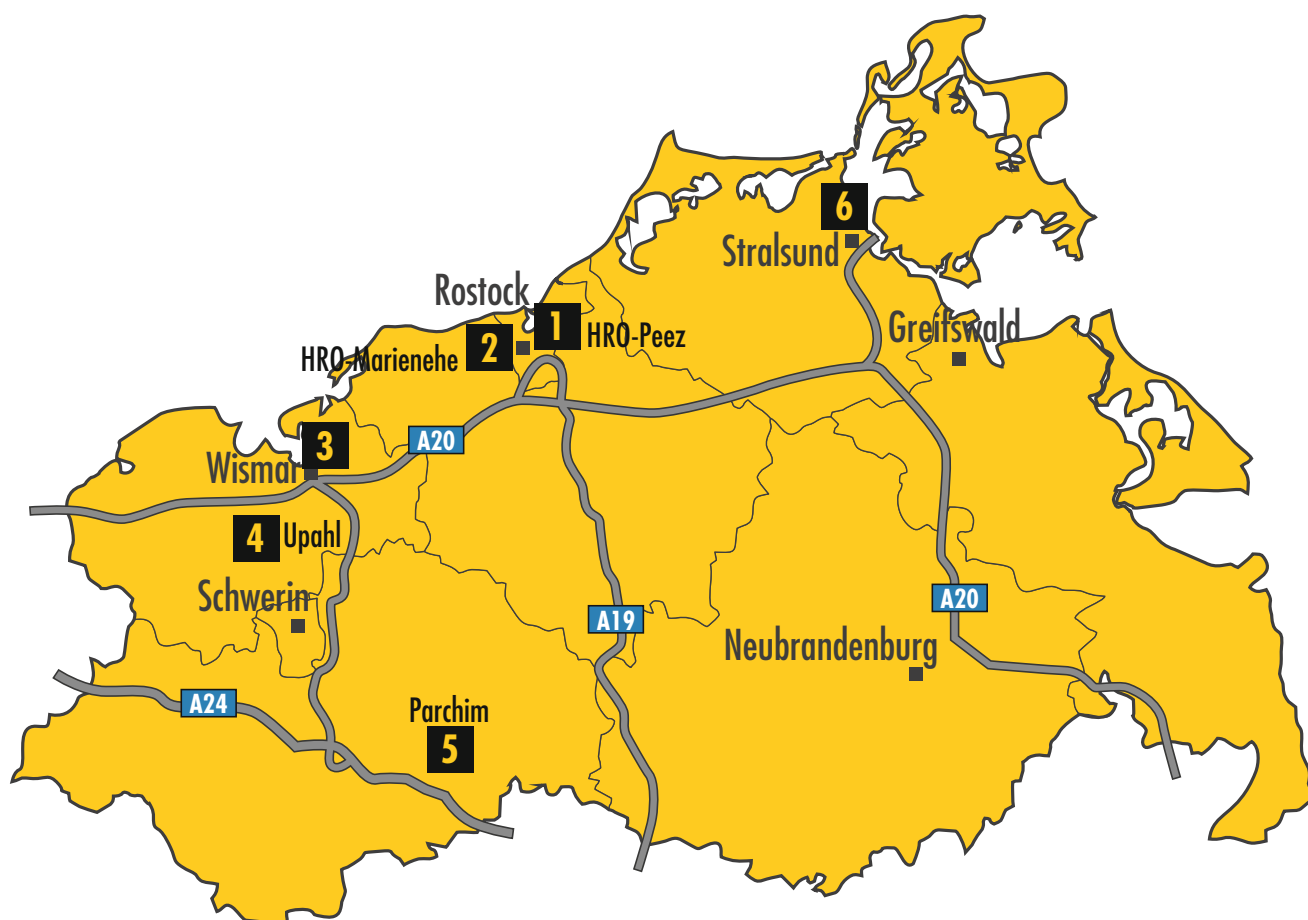 6
Stralsund
Rostock
1
HRO-Peez
2
HRO-Marienehe
Greifswald
A20
3
Wismar
4
Upahl
Schwerin
A19
A20
Neubrandenburg
A24
Parchim
5